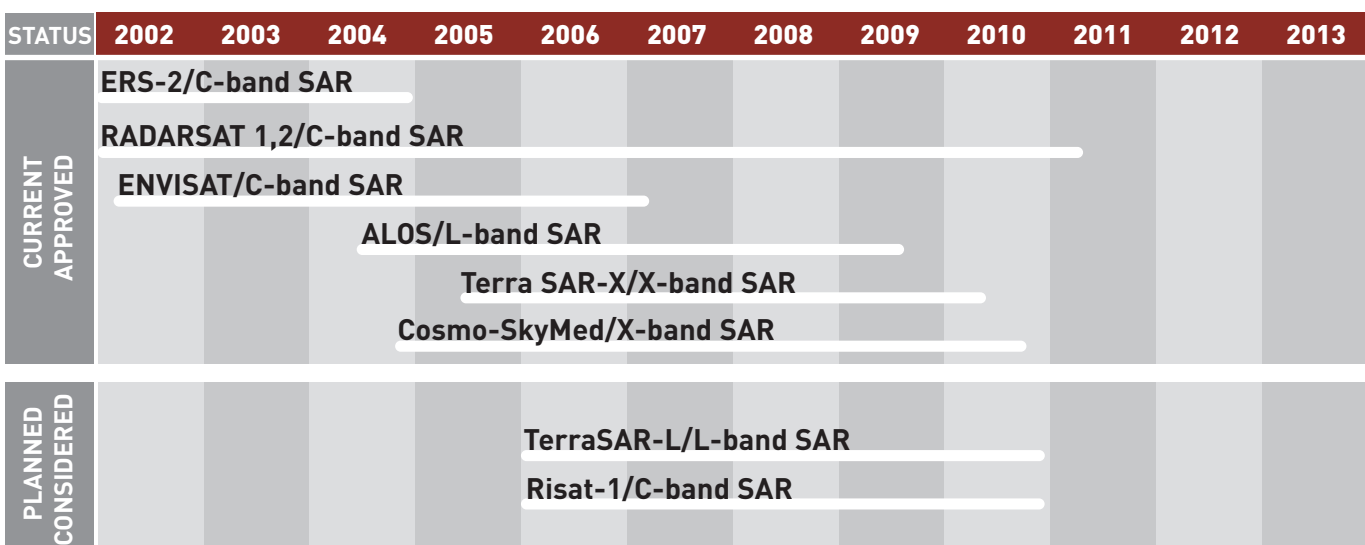 STATUS 2002 2003 2004 2005 2006 2007 2008 2009 2010 2011 2012 2013
CURRENT
APPROVED
ERS-2/C-band SAR
RADARSAT 1,2/C-band SAR
ENVISAT/C-band SAR
ALOS/L-band SAR
Terra SAR-X/X-band SAR
Cosmo-SkyMed/X-band SAR
PLANNED
CONSIDERED
TerraSAR-L/L-band SAR
Risat-1/C-band SAR